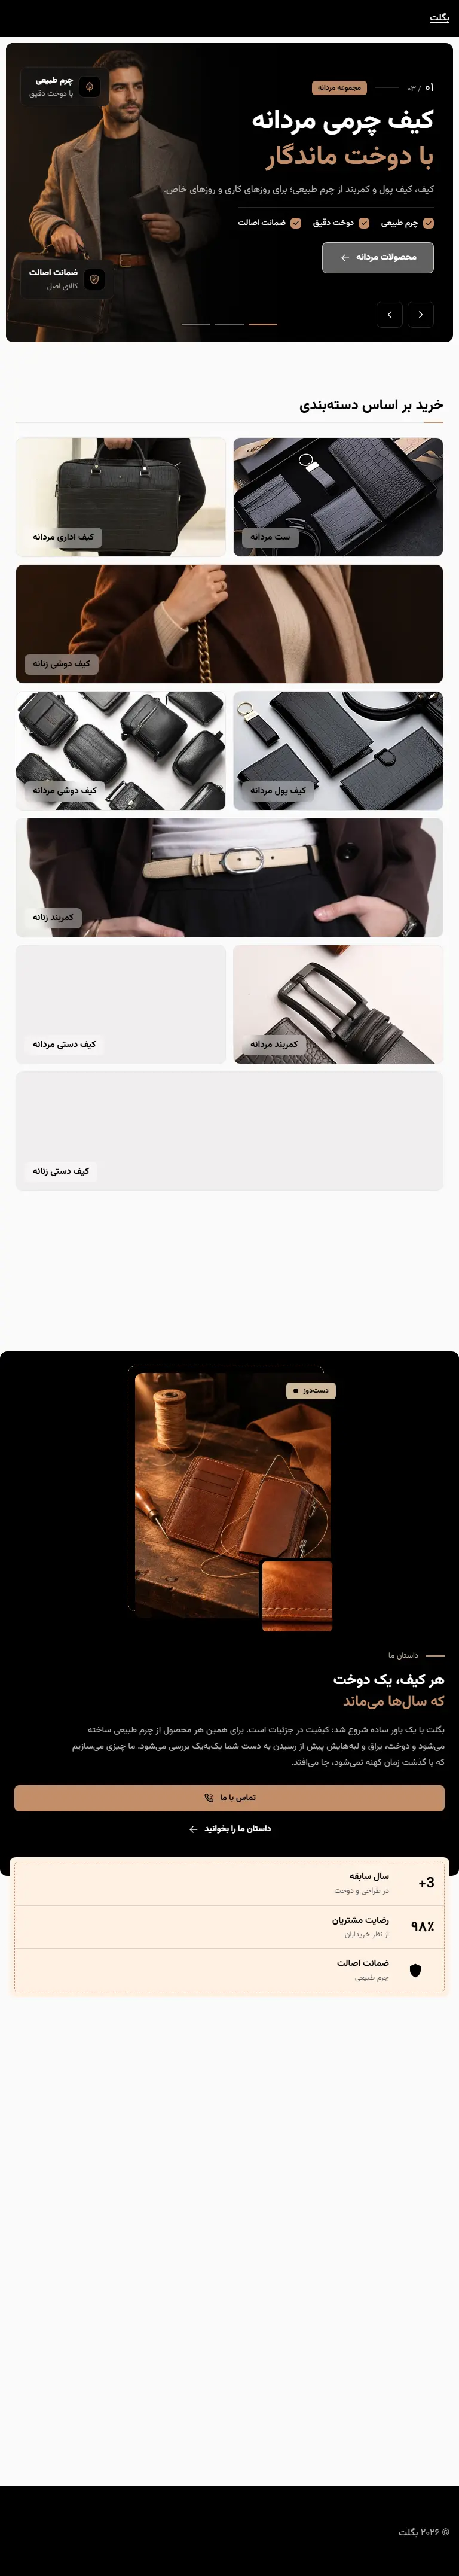 بگلت
۰۱ / ۰۳
مجموعه مردانه
چرم طبیعی
با دوخت دقیق
کیف چرمی مردانه
با دوخت ماندگار
کیف، کیف پول و کمربند از چرم طبیعی؛ برای روزهای کاری و روزهای خاص.
چرم طبیعی
دوخت دقیق
ضمانت اصالت
محصولات مردانه
ضمانت اصالت
کالای اصل
خرید بر اساس دسته‌بندی
ست مردانه
کیف اداری مردانه
کیف دوشی زنانه
کیف پول مردانه
کیف دوشی مردانه
کمربند زنانه
کمربند مردانه
کیف دستی مردانه
کیف دستی زنانه
دست‌دوز
داستان ما
هر کیف، یک دوخت
که سال‌ها می‌ماند
بگلت با یک باور ساده شروع شد: کیفیت در جزئیات است. برای همین هر محصول از چرم طبیعی ساخته
می‌شود و دوخت، یراق و لبه‌هایش پیش از رسیدن به دست شما یک‌به‌یک بررسی می‌شود. ما چیزی می‌سازیم
که با گذشت زمان کهنه نمی‌شود، جا می‌افتد.
تماس با ما
داستان ما را بخوانید
+3
سال سابقه
در طراحی و دوخت
۹۸٪
رضایت مشتریان
از نظر خریداران
ضمانت اصالت
چرم طبیعی
© ۲۰۲۶ بگلت